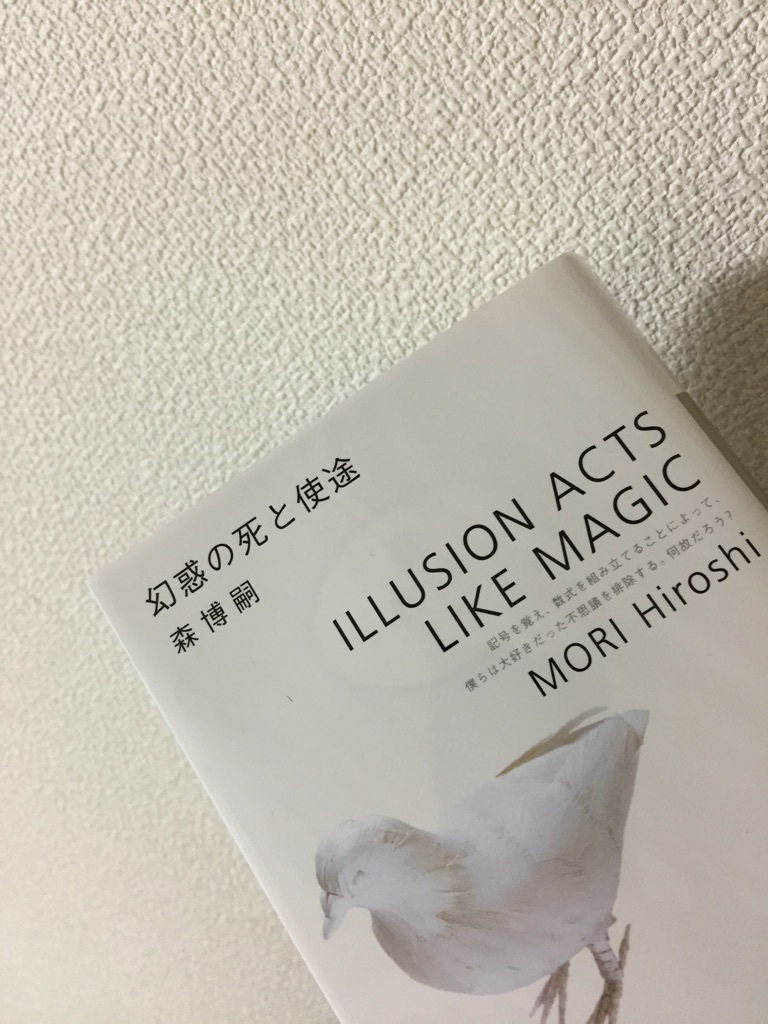 幻惑の死と使途
森博嗣
ILLUSION ACTS
LIKE MAGIC
記号を覚え、数式を組み立てることによって、
僕らは大好きだった不思議を排除する。何故だろう?
MORI Hiroshi